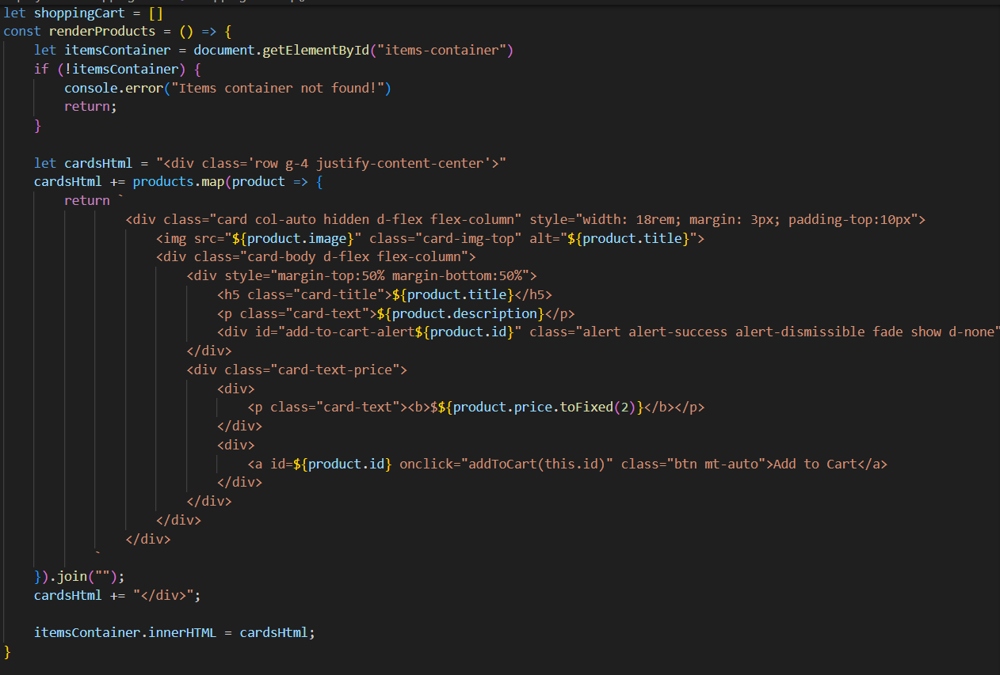 let shoppingCart = []
const renderProducts = () => {
    let itemsContainer = document.getElementById("items-container")
    if (!itemsContainer) {
        console.error("Items container not found!")
        return;
    }

    let cardsHtml = "<div class='row g-4 justify-content-center'>"
    cardsHtml += products.map(product => {
        return `
                <div class="card col-auto hidden d-flex flex-column" style="width: 18rem; margin: 3px; padding-top:10px">
                    <img src="${product.image}" class="card-img-top" alt="${product.title}">
                    <div class="card-body d-flex flex-column">
                        <div style="margin-top:50% margin-bottom:50%">
                            <h5 class="card-title">${product.title}</h5>
                            <p class="card-text">${product.description}</p>
                            <div id="add-to-cart-alert${product.id}" class="alert alert-success alert-dismissible fade show d-none"
                        </div>
                        <div class="card-text-price">
                            <div>
                                <p class="card-text"><b>$${product.price.toFixed(2)}</b></p>
                            </div>
                            <div>
                                <a id=${product.id} onclick="addToCart(this.id)" class="btn mt-auto">Add to Cart</a>
                            </div>
                        </div>
                    </div>
                </div>
            `
    }).join("");
    cardsHtml += "</div>";

    itemsContainer.innerHTML = cardsHtml;
}